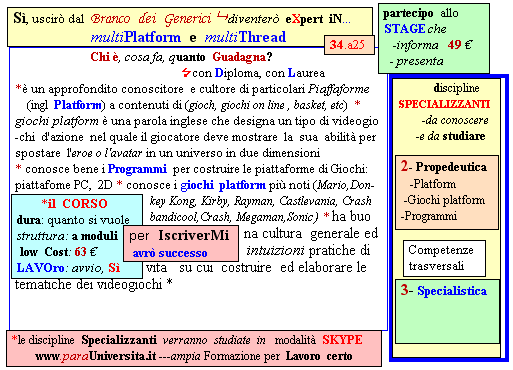 Sì, uscirò dal Branco dei Generici diventerò eXpert iN...
multiPlatform e multiThread
34.a25
Chi è, cosa fa, quanto Guadagna?
con Diploma, con Laurea
*è un approfondito conoscitore e cultore di particolari Piaffaforme
(ingl Platform) a contenuti di (gioch, giochi on line, basket, etc) *
giochi platform è una parola inglese che designa un tipo di videogio
-chi d'azione nel quale il giocatore deve mostrare la sua abilità per
spostare l'eroe o l'avatar in un universo in due dimensioni
* conosce bene i Programmi per costruire le piattaforme di Giochi:
piattafome PC, 2D * conosce i giochi platform più noti (Mario,Don-
key Kong, Kirby, Rayman, Castlevania, Crash
bandicool,Crash, Megaman,Sonic) * ha buo
na cultura generale ed
intuizioni pratiche di
vita su cui costruire ed elaborare le
tematiche dei videogiochi *
*il CORSO
dura: quanto si vuole
struttura: a moduli
low Cost: 63 €
LAVOro: avvio, Sì
per IscriverMi
avrò successo
*le discipline Specializzanti verranno studiate in modalità SKYPE
www.paraUniversita.it ---ampia Formazione per Lavoro certo
partecipo allo
STAGE che
-informa 49 €
- presenta
discipline
SPECIALIZZANTI
-da conoscere
-e da studiare
2- Propedeutica
-Platform
-Giochi platform
-Programmi
Competenze
trasversali
3- Specialistica